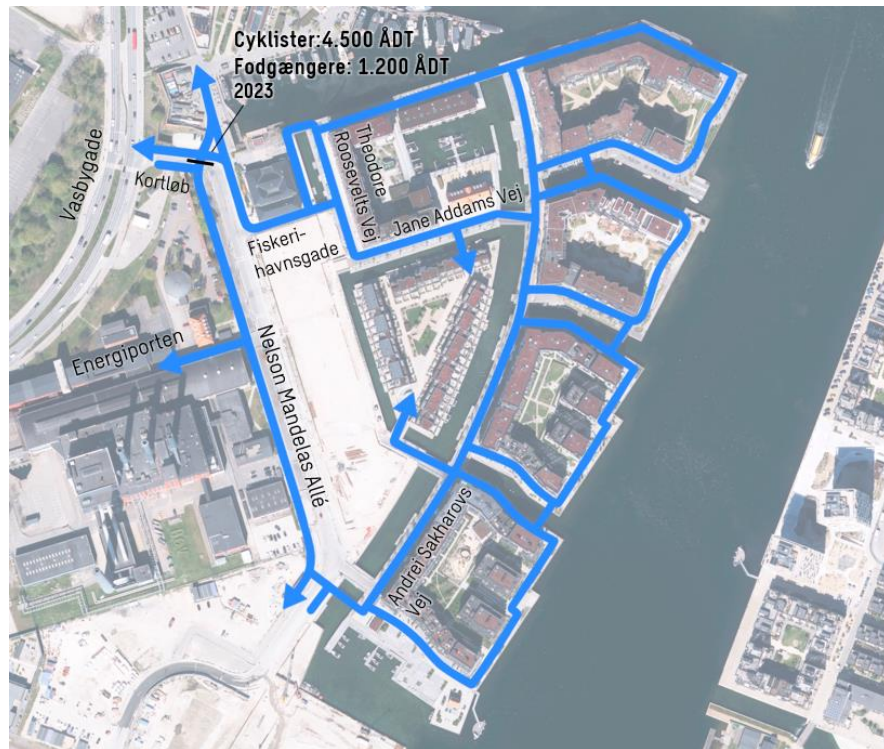 Cyklister:4.500 ÅDT
Fodgængere: 1.200 ÅDT
2023
Vasbygade
Kortløb
Theodore
Roosevelts Vej
Jane Addams Vej
Fiskeri-
havnsgade
Energiporten
Nelson Mandelas Allé
Andrei Sakharovs
Vej